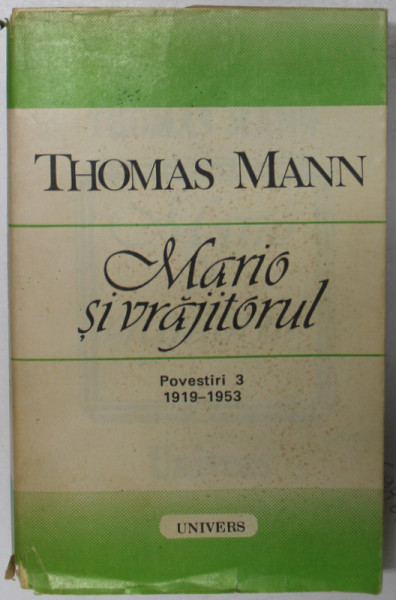 THOMAS MANN
Mario
și vrăjitorul
Povestiri 3
1919–1953
UNIVERS